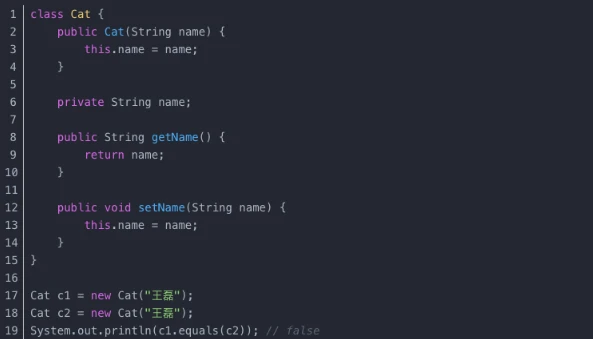 1 class Cat {
2     public Cat(String name) {
3         this.name = name;
4     }
5
6     private String name;
7
8     public String getName() {
9         return name;
10     }
11
12     public void setName(String name) {
13         this.name = name;
14     }
15 }
16
17 Cat c1 = new Cat("王磊");
18 Cat c2 = new Cat("王磊");
19 System.out.println(c1.equals(c2)); // false